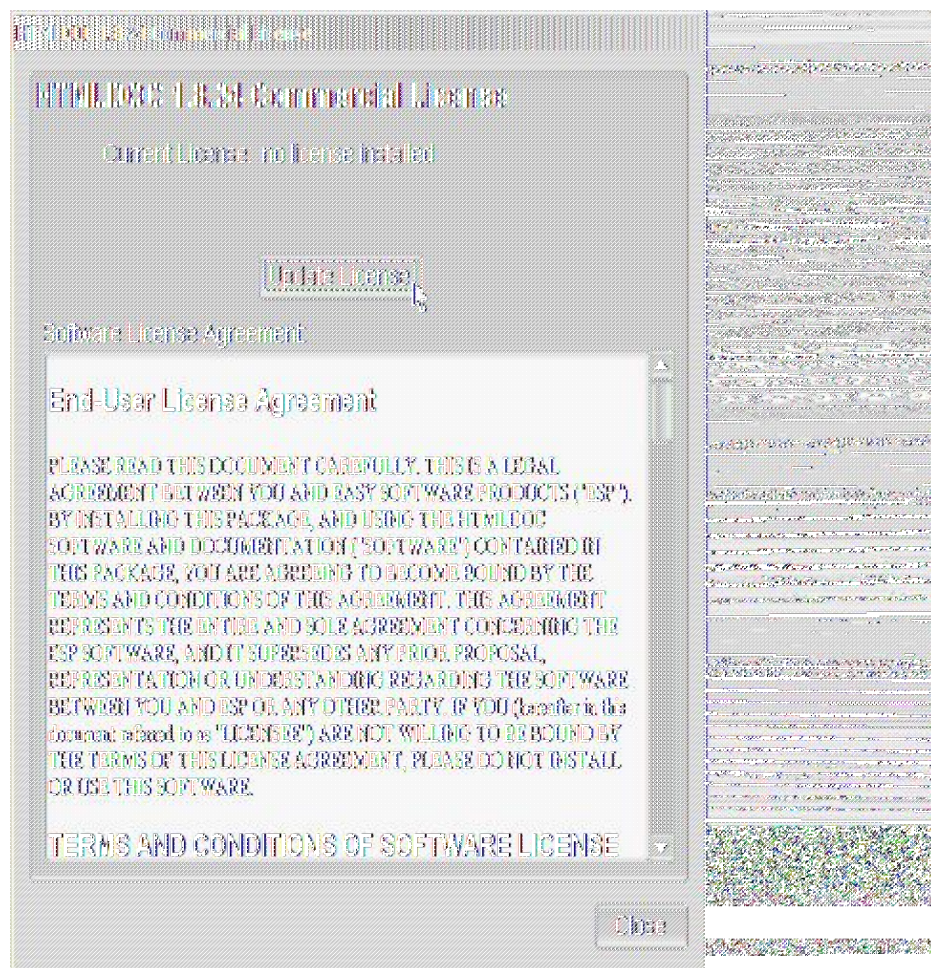 HTMLDOC Commercial License
HTMLDOC 1.8.24 Commercial License
Current License: no license installed
Update License
Software License Agreement:
End-User License Agreement
PLEASE READ THIS DOCUMENT CAREFULLY. THIS IS A LEGAL
AGREEMENT BETWEEN YOU AND EASY SOFTWARE PRODUCTS ("ESP").
BY INSTALLING THIS PACKAGE, AND USING THE HTMLDOC
SOFTWARE AND DOCUMENTATION ("SOFTWARE") CONTAINED IN
THIS PACKAGE, YOU ARE AGREEING TO BECOME BOUND BY THE
TERMS AND CONDITIONS OF THIS AGREEMENT. THIS AGREEMENT
REPRESENTS THE ENTIRE AND SOLE AGREEMENT CONCERNING THE
ESP SOFTWARE, AND IT SUPERSEDES ANY PRIOR PROPOSAL,
REPRESENTATION OR UNDERSTANDING REGARDING THE SOFTWARE
BETWEEN YOU AND ESP OR ANY OTHER PARTY. IF YOU (hereafter in this
document referred to as "LICENSEE") ARE NOT WILLING TO BE BOUND BY
THE TERMS OF THIS LICENSE AGREEMENT, PLEASE DO NOT INSTALL
OR USE THIS SOFTWARE.
TERMS AND CONDITIONS OF SOFTWARE LICENSE
Close